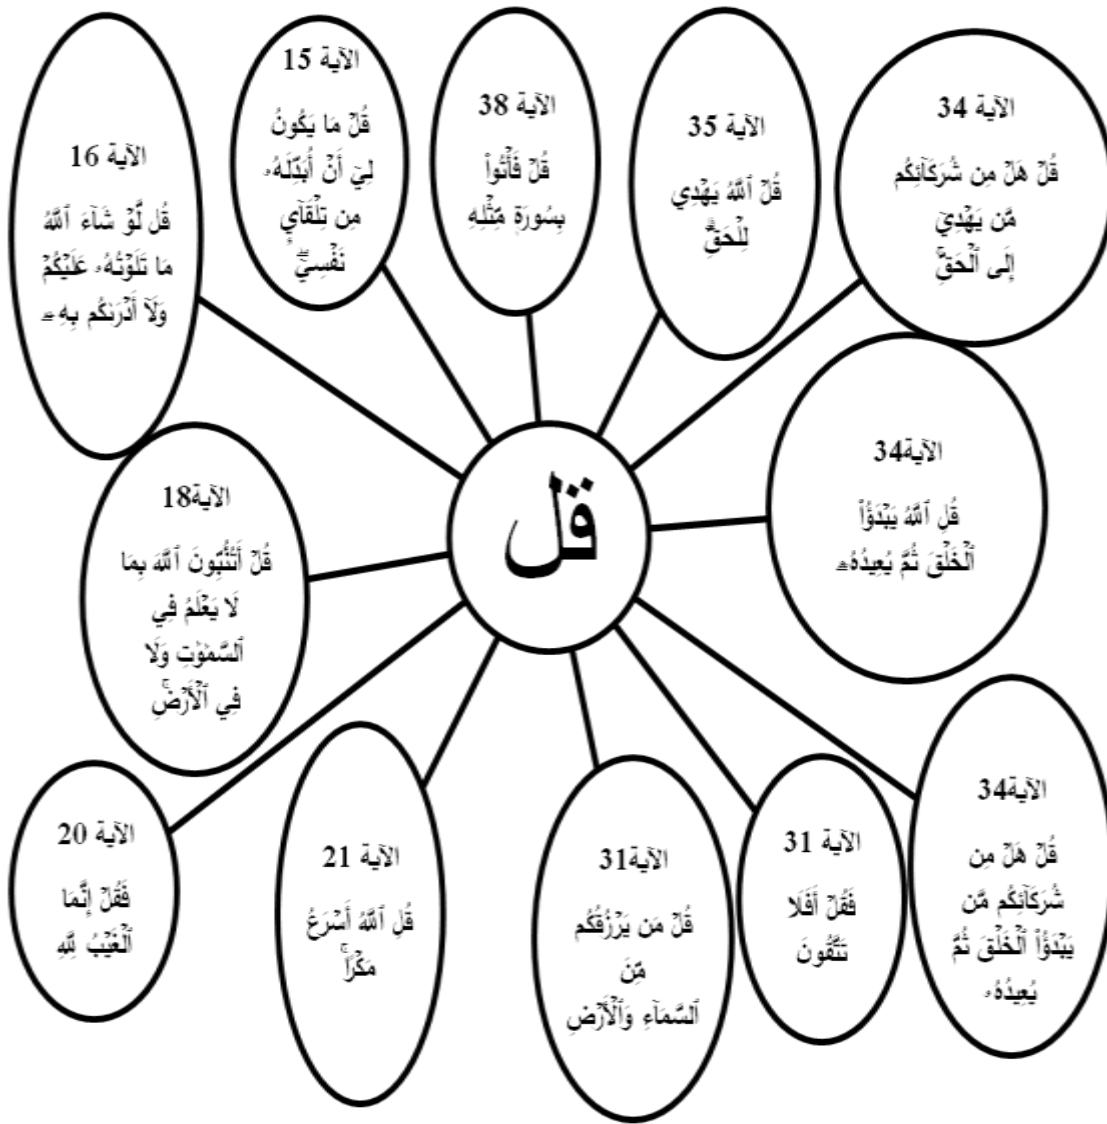 الآية 34
قُلۡ هَلۡ مِن شُرَكَآئِكُم
مَّن يَهۡدِيٓ
إِلَى ٱلۡحَقِّۚ
الآية 35
قُلِ ٱللَّهُ يَهۡدِي
لِلۡحَقِّۗ
الآية 38
قُلۡ فَأۡتُواْ
بِسُورَةٖ مِّثۡلِهِ
الآية 15
قُلۡ مَا يَكُونُ
لِيٓ أَنۡ أُبَدِّلَهُۥ
مِن تِلۡقَآيِٕ
نَفۡسِيٓۖ
الآية 16
قُل لَّوۡ شَآءَ ٱللَّهُ
مَا تَلَوۡتُهُۥ عَلَيۡكُمۡ
وَلَآ أَدۡرَىٰكُم بِهِۦ
قل
الآية34
قُلِ ٱللَّهُ يَبۡدَؤُاْ
ٱلۡخَلۡقَ ثُمَّ يُعِيدُهُۥ
الآية18
قُلۡ أَتُنَبِّـُٔونَ ٱللَّهَ بِمَا
لَا يَعۡلَمُ فِي
ٱلسَّمَٰوَٰتِ وَلَا
فِي ٱلۡأَرۡضِۚ
الآية34
قُلۡ هَلۡ مِن
شُرَكَآئِكُم مَّن
يَبۡدَؤُاْ ٱلۡخَلۡقَ ثُمَّ
يُعِيدُهُۥ
الآية 31
فَقُلۡ أَفَلَا
تَتَّقُونَ
الآية31
قُلۡ مَن يَرۡزُقُكُم
مِّنَ
ٱلسَّمَآءِ وَٱلۡأَرۡضِ
الآية 21
قُلِ ٱللَّهُ أَسۡرَعُ
مَكۡرًاۚ
الآية 20
فَقُلۡ إِنَّمَا
ٱلۡغَيۡبُ لِلَّهِ